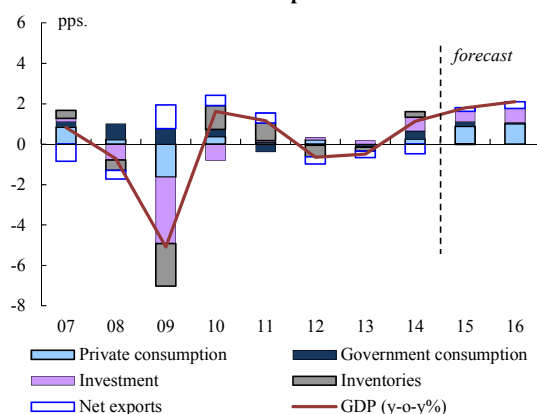 pps.
forecast
6
4
2
0
-2
-4
-6
-8
07 08 09 10 11 12 13 14 15 16
Private consumption Government consumption
Investment Inventories
Net exports GDP (y-o-y%)